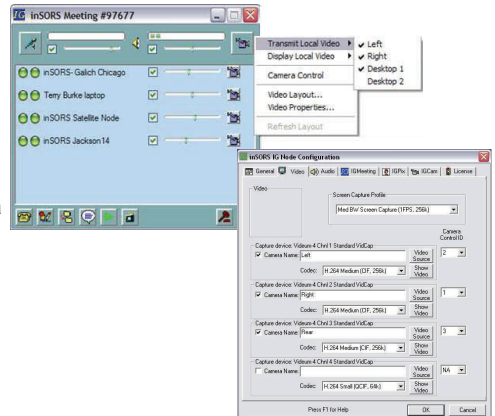 inSORS Meeting #97677
Transmit Local Video
Left
Display Local Video
Right
Camera Control
Desktop 1
Desktop 2
Video Layout...
Video Properties...
Refresh Layout
inSORS- Galich Chicago
Terry Burke laptop
inSORS Satellite Node
inSORS Jackson14
inSORS IG Node Configuration
General Video Audio IGMeeting IGPix IGCam License
Video
Screen Capture Profile
Med BW Screen Capture (1FPS, 256k)
Camera
Control ID
Capture device: Videum 4 Chnl 1 Standard VidCap
Camera Name: Left
Video Source
2
Codec: H.264 Medium (CIF, 256k)
Show Video
Capture device: Videum 4 Chnl 2 Standard VidCap
Camera Name: Right
Video Source
1
Codec: H.264 Medium (CIF, 256k)
Show Video
Capture device: Videum 4 Chnl 3 Standard VidCap
Camera Name: Rear
Video Source
3
Codec: H.264 Medium (CIF, 256k)
Show Video
Capture device: Videum 4 Chnl 4 Standard VidCap
Camera Name:
Video Source
NA
Codec: H.264 Small (QCIF, 64k)
Show Video
Press F1 for Help
OK
Cancel